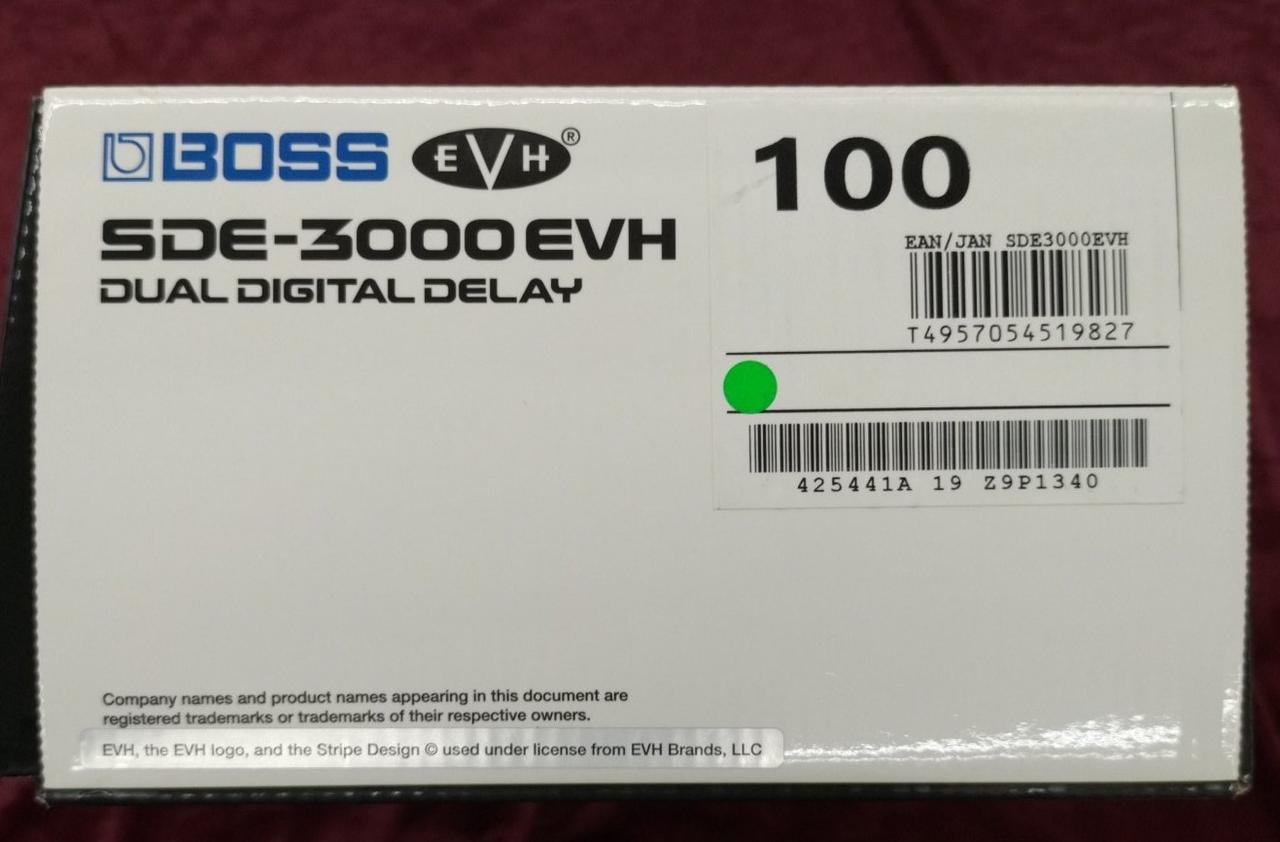 BOSS EVH®
SDE-3000EVH
DUAL DIGITAL DELAY
100
EAN/JAN SDE3000EVH
T4957054519827
425441A 19 Z9P1340
Company names and product names appearing in this document are
registered trademarks or trademarks of their respective owners.
EVH, the EVH logo, and the Stripe Design © used under license from EVH Brands, LLC